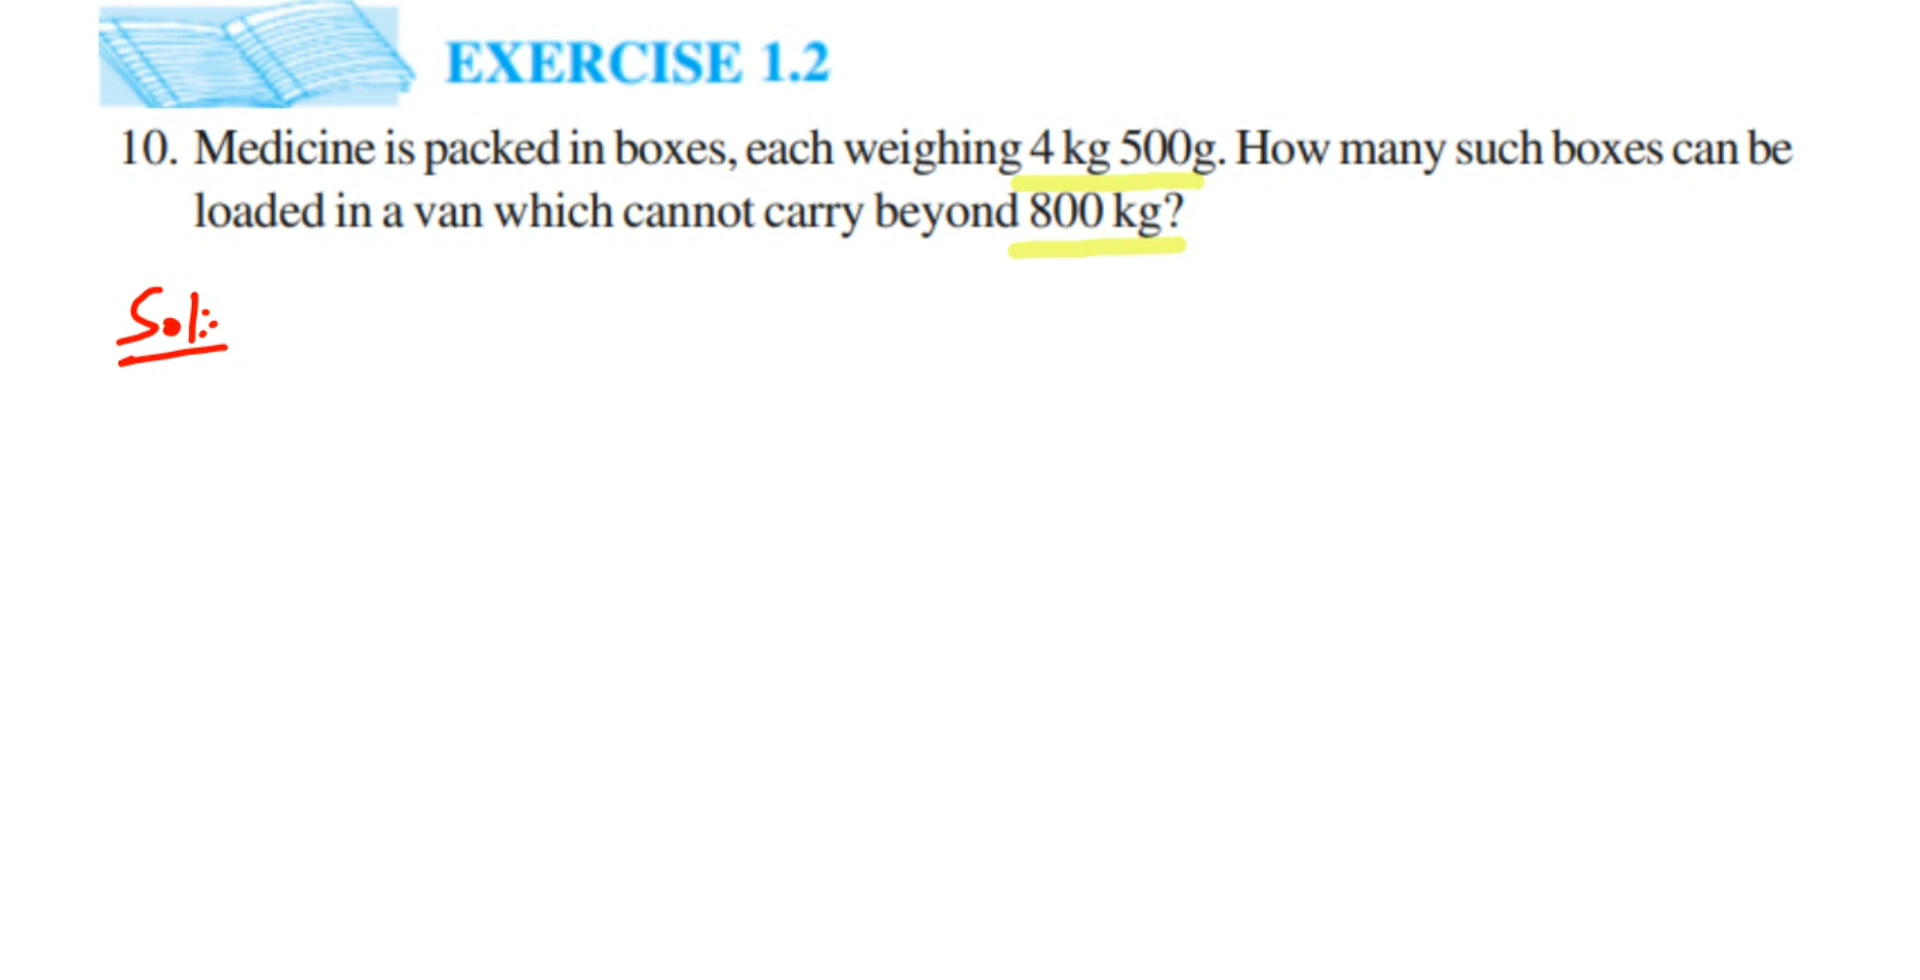 EXERCISE 1.2
10. Medicine is packed in boxes, each weighing 4 kg 500g. How many such boxes can be
loaded in a van which cannot carry beyond 800 kg?
Sol: